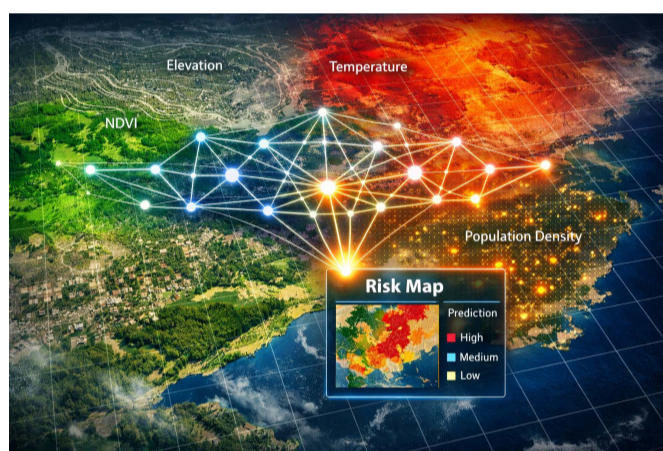 Elevation
Temperature
NDVI
Population Density
Risk Map
Prediction
High
Medium
Low